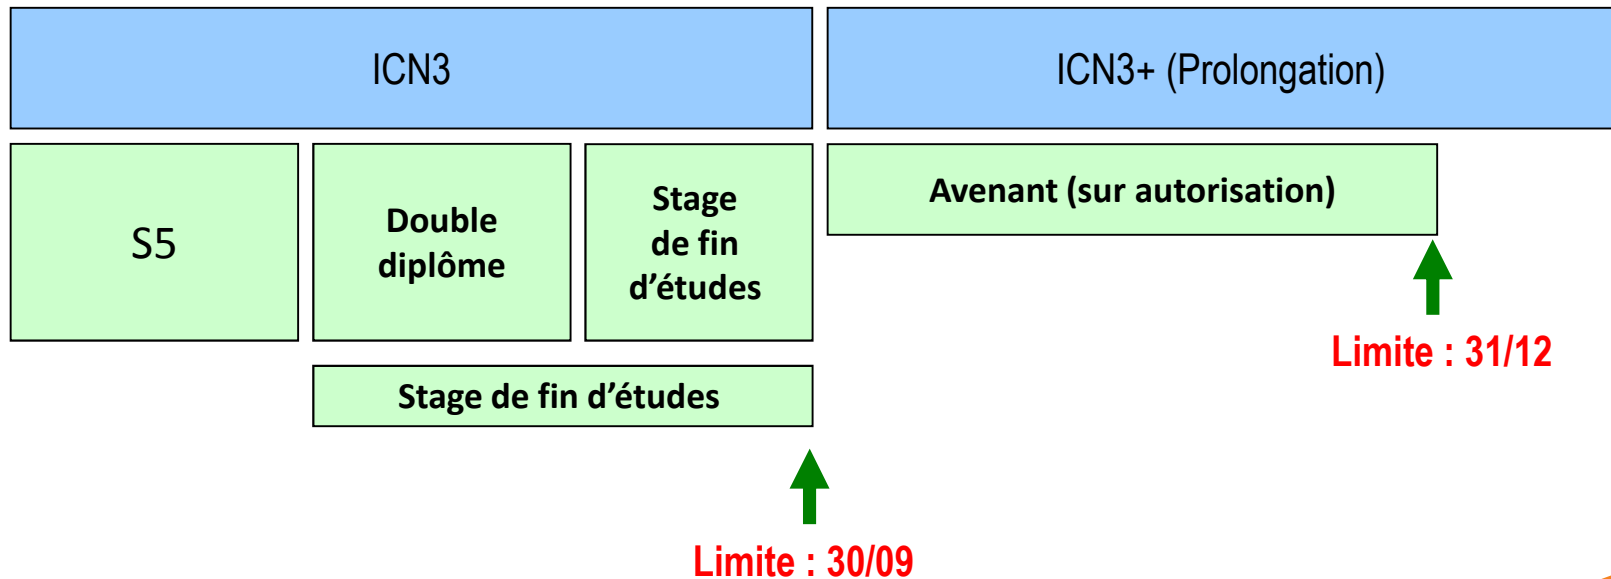 ICN3
ICN3+ (Prolongation)
S5
Double
diplôme
Stage
de fin
d’études
Avenant (sur autorisation)
Limite : 31/12
Stage de fin d’études
Limite : 30/09